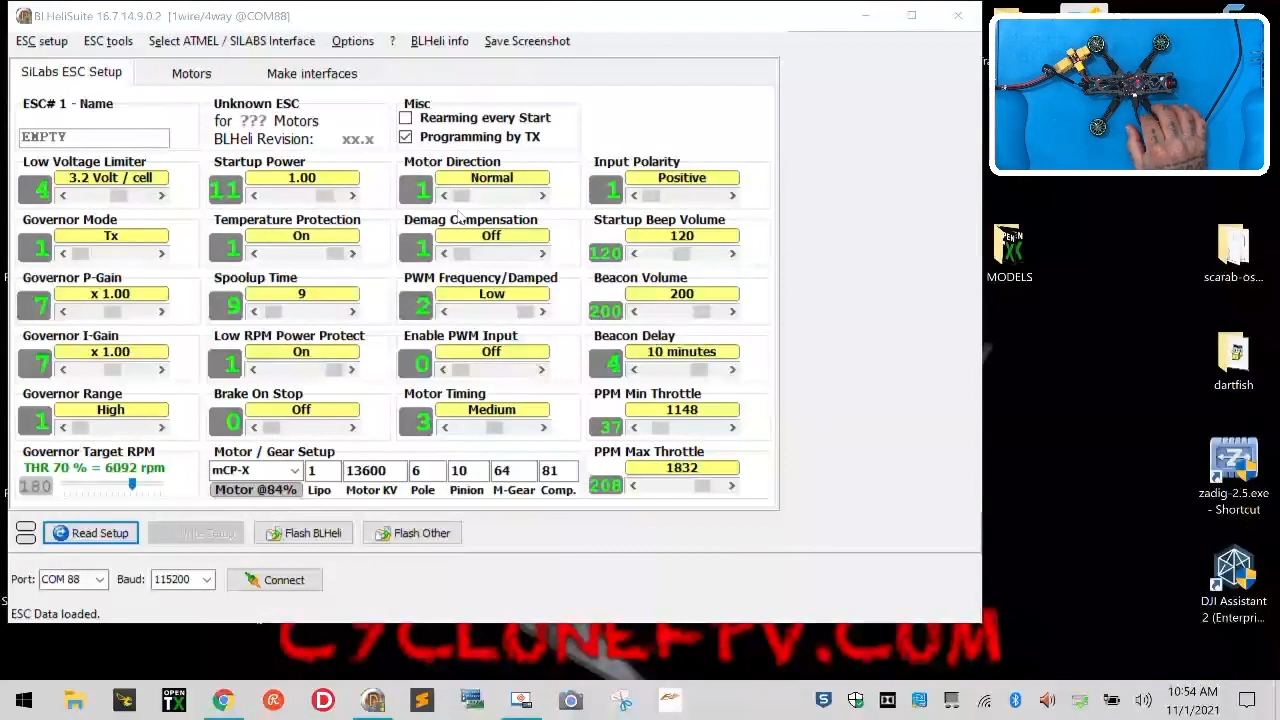 Bl HeliSuite 16.7.14.9.0.2 [1wire/4way @COM88]
ESC setup ESC tools Select ATMEL / SILABS Interface Options ? BLHeli info Save Screenshot
SiLabs ESC Setup Motors Make interfaces
ESC# 1 - Name
EMPTY
Unknown ESC
for ??? Motors
BLHeli Revision: xx.x
Misc
Rearming every Start
Programming by TX
Low Voltage Limiter
4 3.2 Volt / cell
Startup Power
11 1.00
Motor Direction
1 Normal
Input Polarity
1 Positive
Governor Mode
1 Tx
Temperature Protection
1 On
Demag Compensation
1 Off
Startup Beep Volume
120 120
Governor P-Gain
7 x 1.00
Spoolup Time
9 9
PWM Frequency/Damped
2 Low
Beacon Volume
200 200
Governor I-Gain
7 x 1.00
Low RPM Power Protect
1 On
Enable PWM Input
0 Off
Beacon Delay
4 10 minutes
Governor Range
1 High
Brake On Stop
0 Off
Motor Timing
3 Medium
PPM Min Throttle
37 1148
Governor Target RPM
THR 70 % = 6092 rpm
180
Motor / Gear Setup
mCP-X 1 13600 6 10 64 81
Motor @84% Lipo Motor KV Pole Pinion M-Gear Comp.
PPM Max Throttle
208 1832
Read Setup Write Setup Flash BLHeli Flash Other
Port: COM 88 Baud: 115200 Connect
ESC Data loaded.
MODELS
scarab-os...
dartfish
zadig-2.5.exe
- Shortcut
DJI Assistant
2 (Enterpri...
C7CLONEFPV.COM
OPEN
TX
10:54 AM
11/1/2021